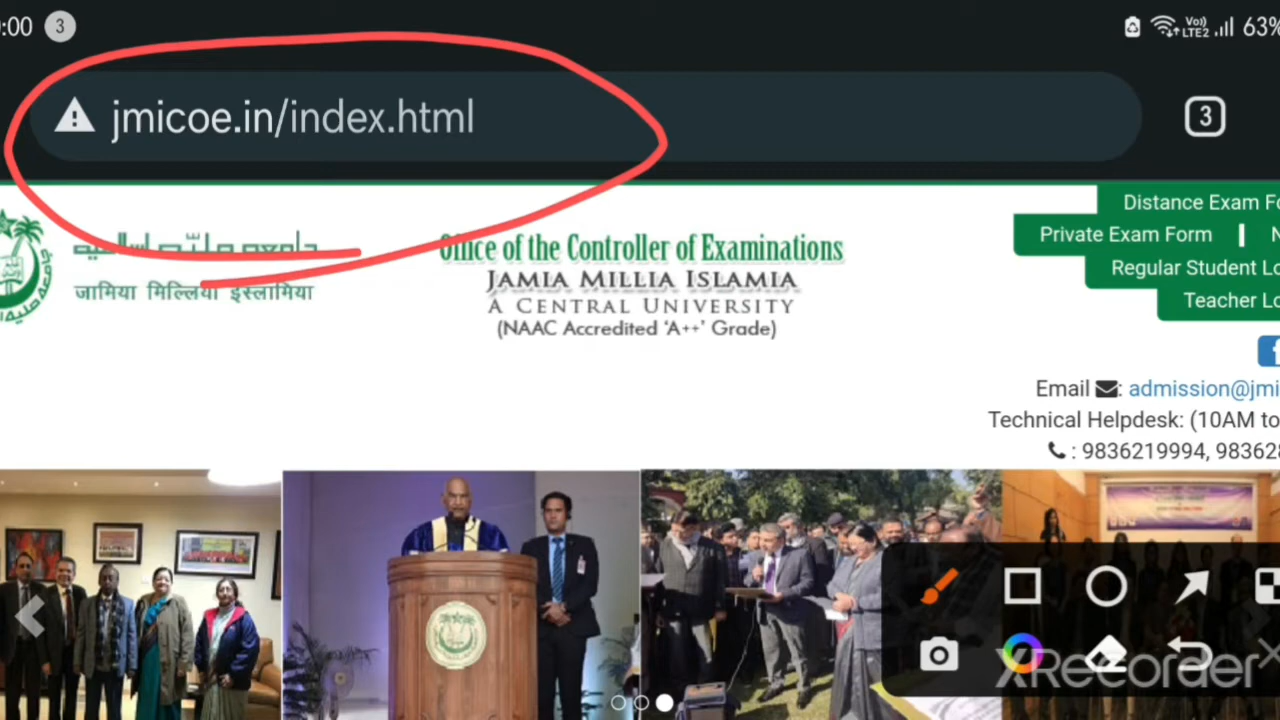 :00 3
Vo))
LTE2
63%
jmicoe.in/index.html
3
जामिया मिल्लिया इस्लामिया
Office of the Controller of Examinations
JAMIA MILLIA ISLAMIA
A CENTRAL UNIVERSITY
(NAAC Accredited ‘A++’ Grade)
Distance Exam Fo
Private Exam Form | N
Regular Student Lo
Teacher Lo
Email : admission@jmi
Technical Helpdesk: (10AM to
: 9836219994, 98362
XRecorder